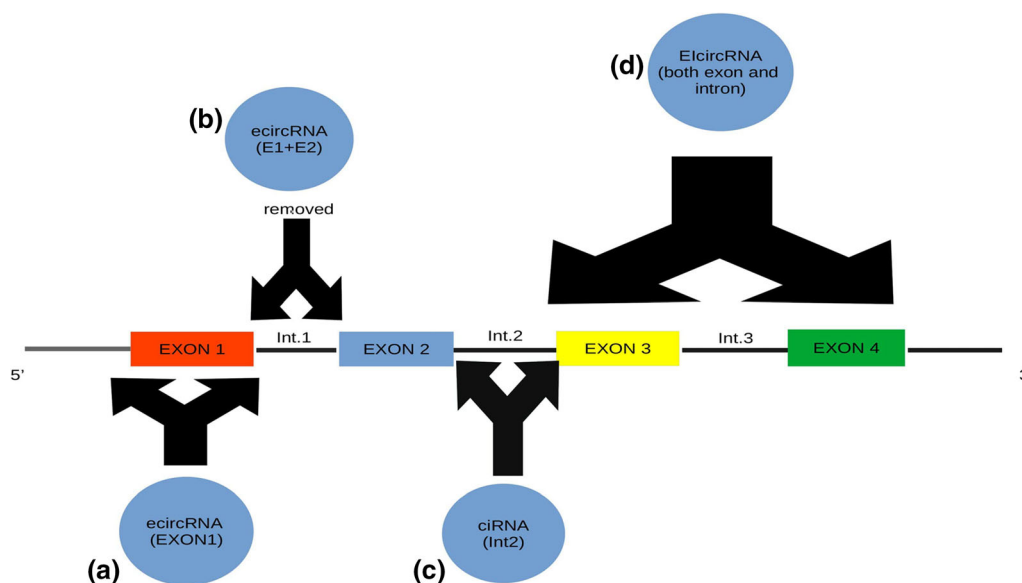 (d)
EIcircRNA
(both exon and
intron)
(b)
ecircRNA
(E1+E2)
removed
EXON 1
Int.1
EXON 2
Int.2
EXON 3
Int.3
EXON 4
5'
3
ecircRNA
(EXON1)
(a)
ciRNA
(Int2)
(c)